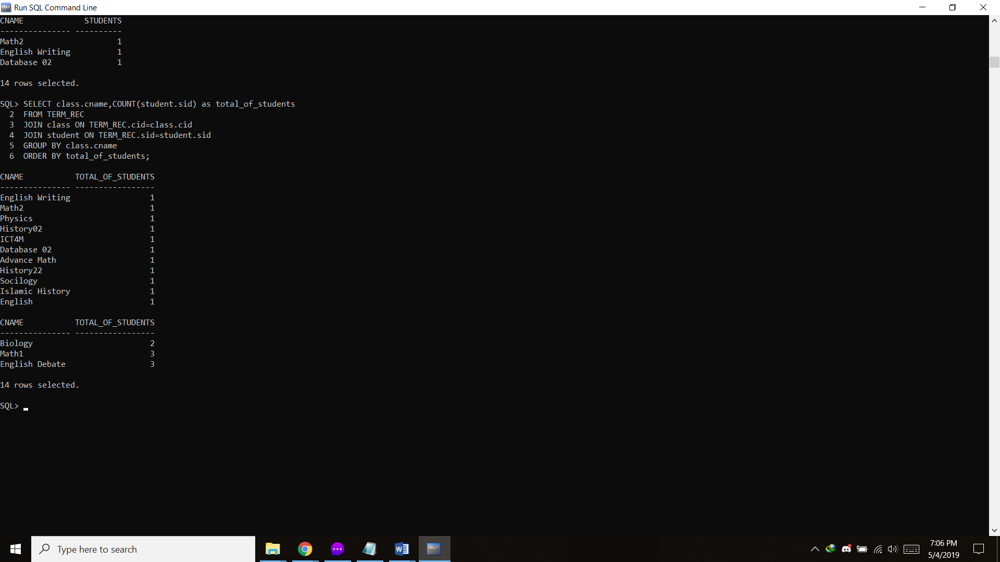 Run SQL Command Line
CNAME             STUDENTS
--------------- ----------
Math2                    1
English Writing          1
Database 02              1
14 rows selected.
SQL> SELECT class.cname,COUNT(student.sid) as total_of_students
  2  FROM TERM_REC
  3  JOIN class ON TERM_REC.cid=class.cid
  4  JOIN student ON TERM_REC.sid=student.sid
  5  GROUP BY class.cname
  6  ORDER BY total_of_students;
CNAME           TOTAL_OF_STUDENTS
--------------- -----------------
English Writing                 1
Math2                           1
Physics                         1
History02                       1
ICT4M                           1
Database 02                     1
Advance Math                    1
History22                       1
Socilogy                        1
Islamic History                 1
English                         1
CNAME           TOTAL_OF_STUDENTS
--------------- -----------------
Biology                         2
Math1                           3
English Debate                  3
14 rows selected.
SQL> _
Type here to search
7:06 PM
5/4/2019